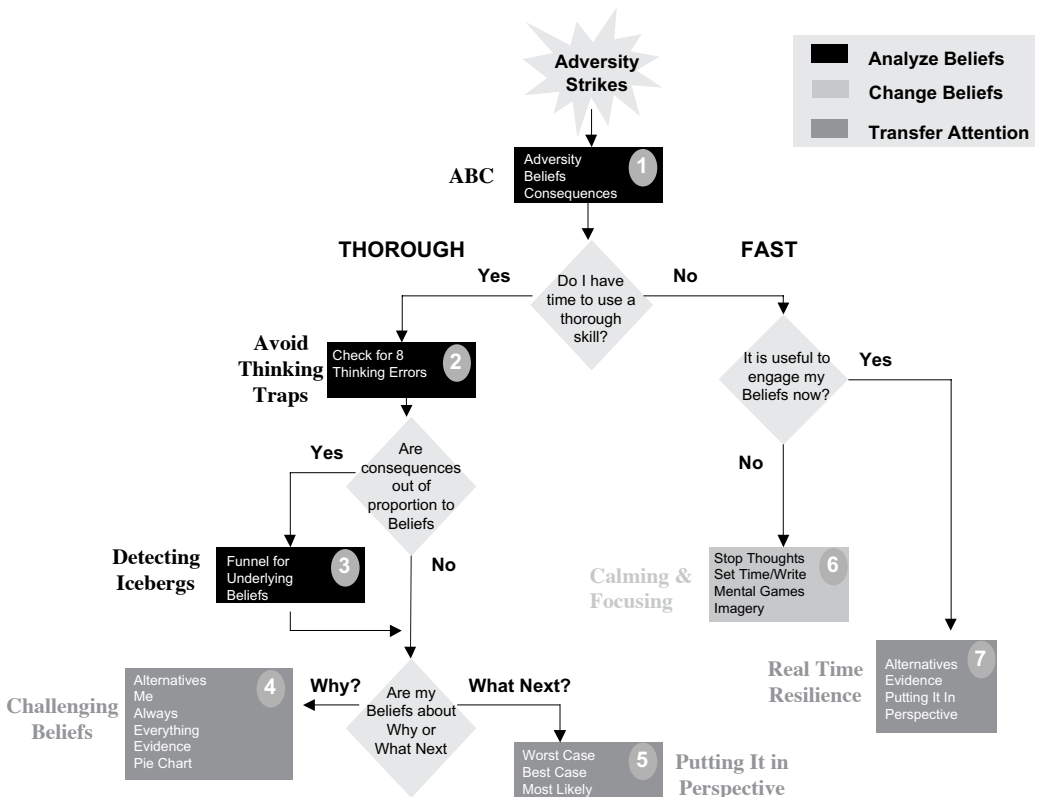 Adversity
Strikes
Analyze Beliefs
Change Beliefs
Transfer Attention
ABC
Adversity
Beliefs
Consequences
1
THOROUGH
FAST
Yes
Do I have
time to use a
thorough
skill?
No
Avoid
Thinking
Traps
Check for 8
Thinking Errors
2
It is useful to
engage my
Beliefs now?
Yes
Yes
Are
consequences
out of
proportion to
Beliefs
No
No
Detecting
Icebergs
Funnel for
Underlying
Beliefs
3
Calming &
Focusing
Stop Thoughts
Set Time/Write
Mental Games
Imagery
6
Real Time
Resilience
Alternatives
Evidence
Putting It In
Perspective
7
Challenging
Beliefs
Alternatives
Me
Always
Everything
Evidence
Pie Chart
4
Why?
Are my
Beliefs about
Why or
What Next
What Next?
Worst Case
Best Case
Most Likely
5
Putting It in
Perspective